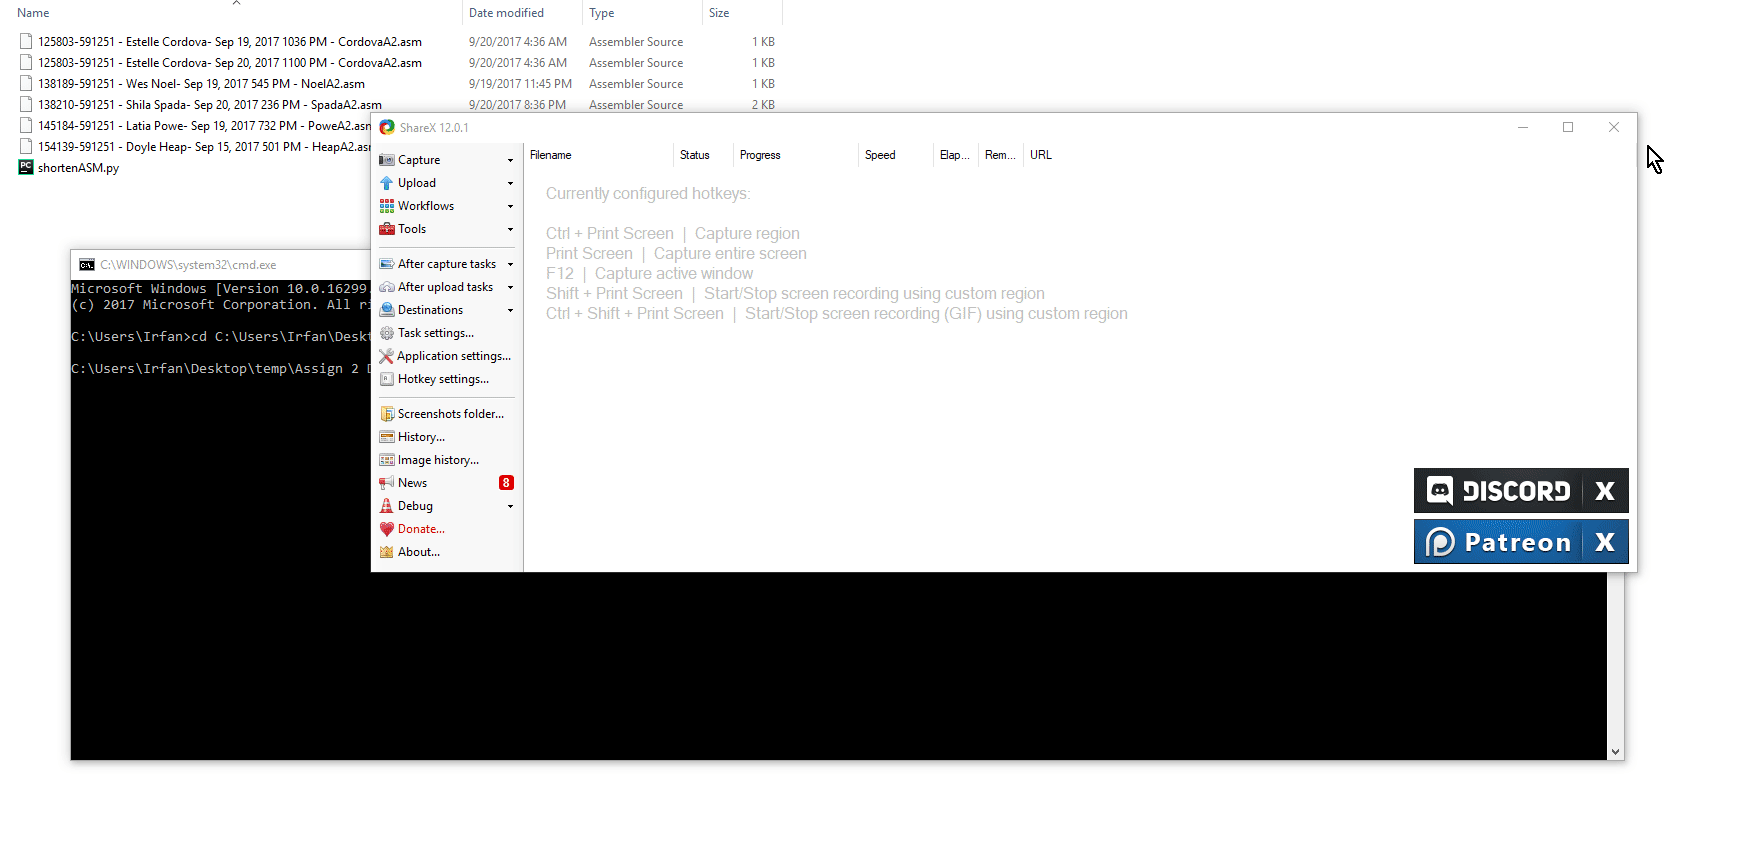 Name Date modified Type Size
125803-591251 - Estelle Cordova- Sep 19, 2017 1036 PM - CordovaA2.asm 9/20/2017 4:36 AM Assembler Source 1 KB
125803-591251 - Estelle Cordova- Sep 20, 2017 1100 PM - CordovaA2.asm 9/20/2017 4:36 AM Assembler Source 1 KB
138189-591251 - Wes Noel- Sep 19, 2017 545 PM - NoelA2.asm 9/19/2017 11:45 PM Assembler Source 1 KB
138210-591251 - Shila Spada- Sep 20, 2017 236 PM - SpadaA2.asm 9/20/2017 8:36 PM Assembler Source 2 KB
145184-591251 - Latia Powe- Sep 19, 2017 732 PM - PoweA2.asm
154139-591251 - Doyle Heap- Sep 15, 2017 501 PM - HeapA2.asm
PC shortenASM.py
ShareX 12.0.1
Capture
Upload
Workflows
Tools
After capture tasks
After upload tasks
Destinations
Task settings...
Application settings...
Hotkey settings...
Screenshots folder...
History...
Image history...
News 8
Debug
Donate...
About...
Filename Status Progress Speed Elap... Rem... URL
Currently configured hotkeys:
Ctrl + Print Screen | Capture region
Print Screen | Capture entire screen
F12 | Capture active window
Shift + Print Screen | Start/Stop screen recording using custom region
Ctrl + Shift + Print Screen | Start/Stop screen recording (GIF) using custom region
DISCORD X
Patreon X
C:\WINDOWS\system32\cmd.exe
Microsoft Windows [Version 10.0.16299.
(c) 2017 Microsoft Corporation. All ri
C:\Users\Irfan>cd C:\Users\Irfan\Deskt
C:\Users\Irfan\Desktop\temp\Assign 2 D